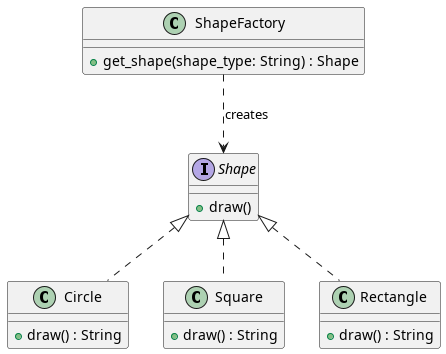 C ShapeFactory
get_shape(shape_type: String) : Shape
creates
I Shape
draw()
C Circle
draw() : String
C Square
draw() : String
C Rectangle
draw() : String